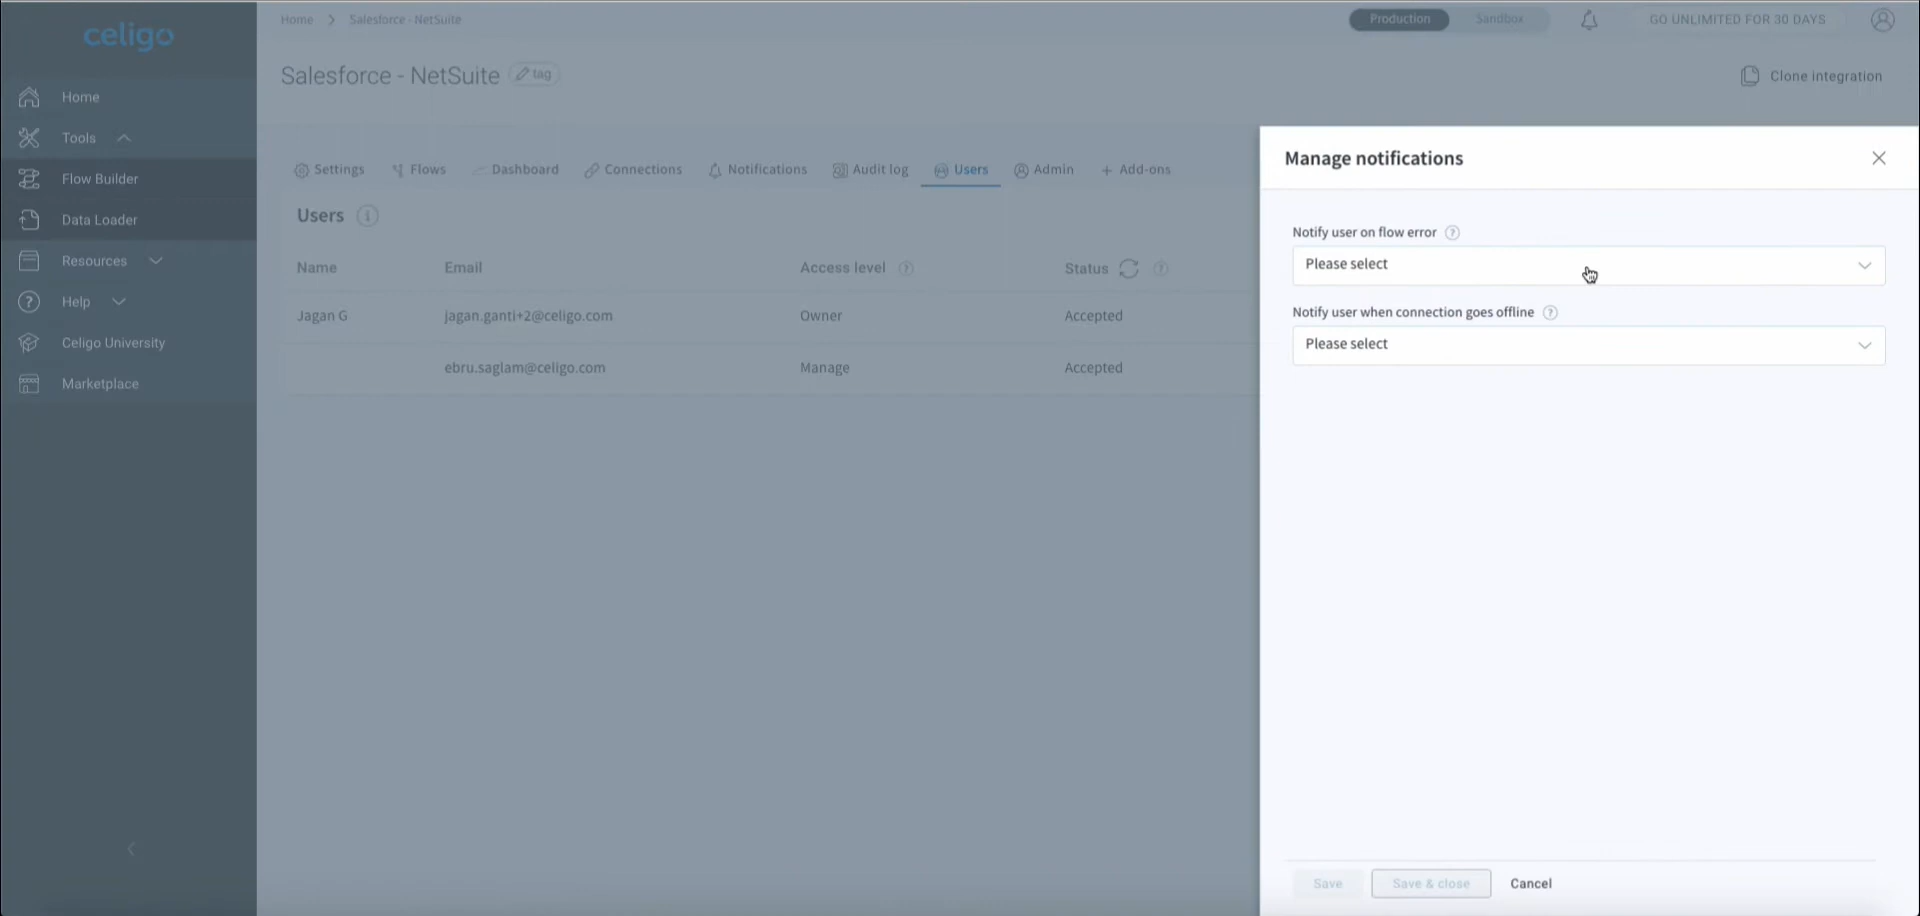 celigo
Home
Tools
Flow Builder
Data Loader
Resources
Help
Celigo University
Marketplace
Home > Salesforce - NetSuite
Production Sandbox
GO UNLIMITED FOR 30 DAYS
Salesforce - NetSuite tag
Clone integration
Settings Flows Dashboard Connections Notifications Audit log Users Admin + Add-ons
Users
Name Email Access level Status
Jagan G jagan.ganti+2@celigo.com Owner Accepted
ebru.saglam@celigo.com Manage Accepted
Manage notifications
Notify user on flow error
Please select
Notify user when connection goes offline
Please select
Save Save & close Cancel